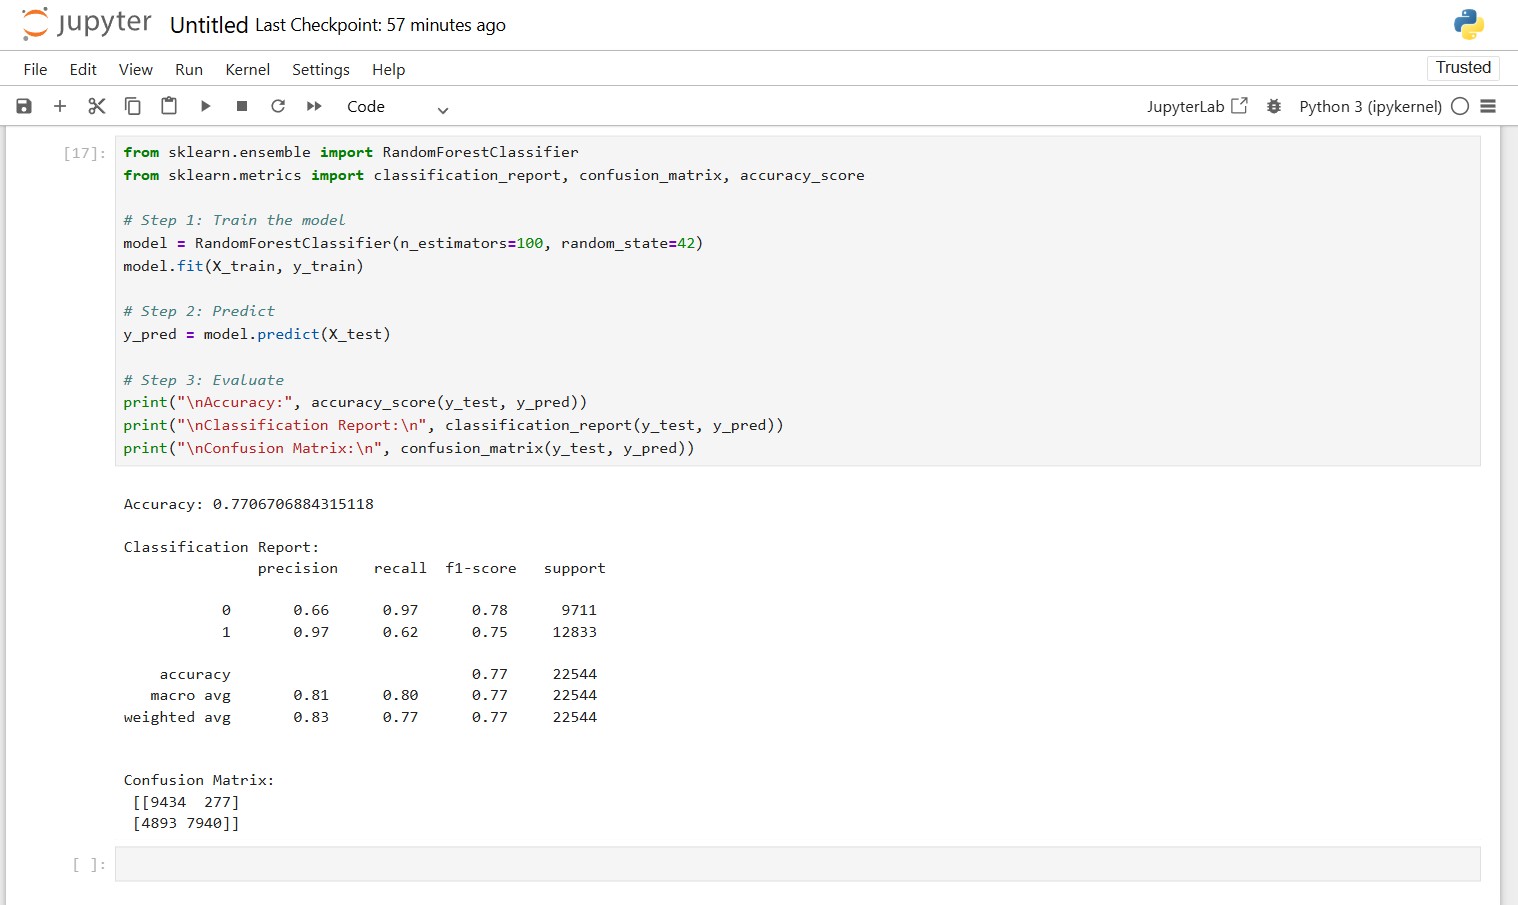 jupyter Untitled Last Checkpoint: 57 minutes ago
File Edit View Run Kernel Settings Help Trusted
Code JupyterLab Python 3 (ipykernel)
[17]: from sklearn.ensemble import RandomForestClassifier
from sklearn.metrics import classification_report, confusion_matrix, accuracy_score
# Step 1: Train the model
model = RandomForestClassifier(n_estimators=100, random_state=42)
model.fit(X_train, y_train)
# Step 2: Predict
y_pred = model.predict(X_test)
# Step 3: Evaluate
print("\nAccuracy:", accuracy_score(y_test, y_pred))
print("\nClassification Report:\n", classification_report(y_test, y_pred))
print("\nConfusion Matrix:\n", confusion_matrix(y_test, y_pred))
Accuracy: 0.7706706884315118
Classification Report:
precision recall f1-score support
0 0.66 0.97 0.78 9711
1 0.97 0.62 0.75 12833
accuracy 0.77 22544
macro avg 0.81 0.80 0.77 22544
weighted avg 0.83 0.77 0.77 22544
Confusion Matrix:
[[9434 277]
[4893 7940]]
[ ]: